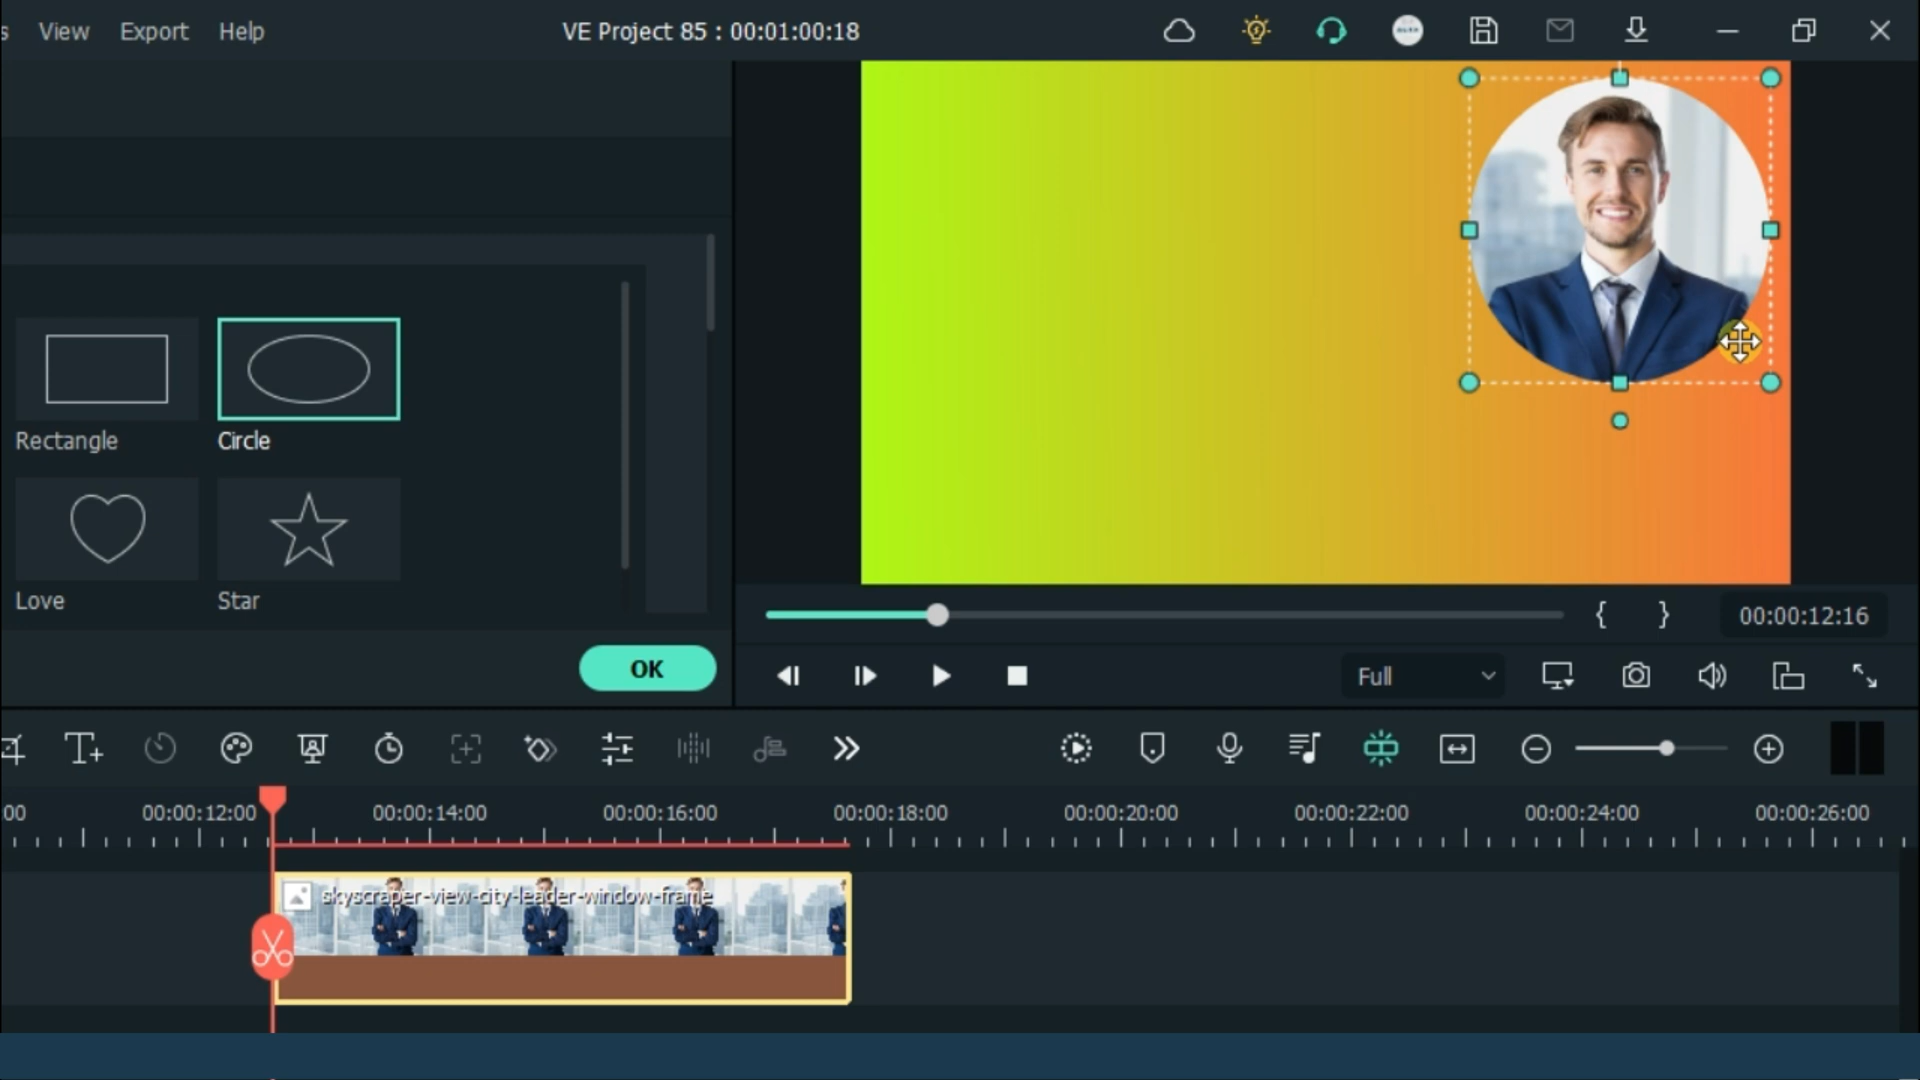 s View Export Help VE Project 85 : 00:01:00:18
Rectangle Circle
Love Star
OK
00:00:12:16
Full
00 00:00:12:00 00:00:14:00 00:00:16:00 00:00:18:00 00:00:20:00 00:00:22:00 00:00:24:00 00:00:26:00
skyscraper-view-city-leader-window-frame